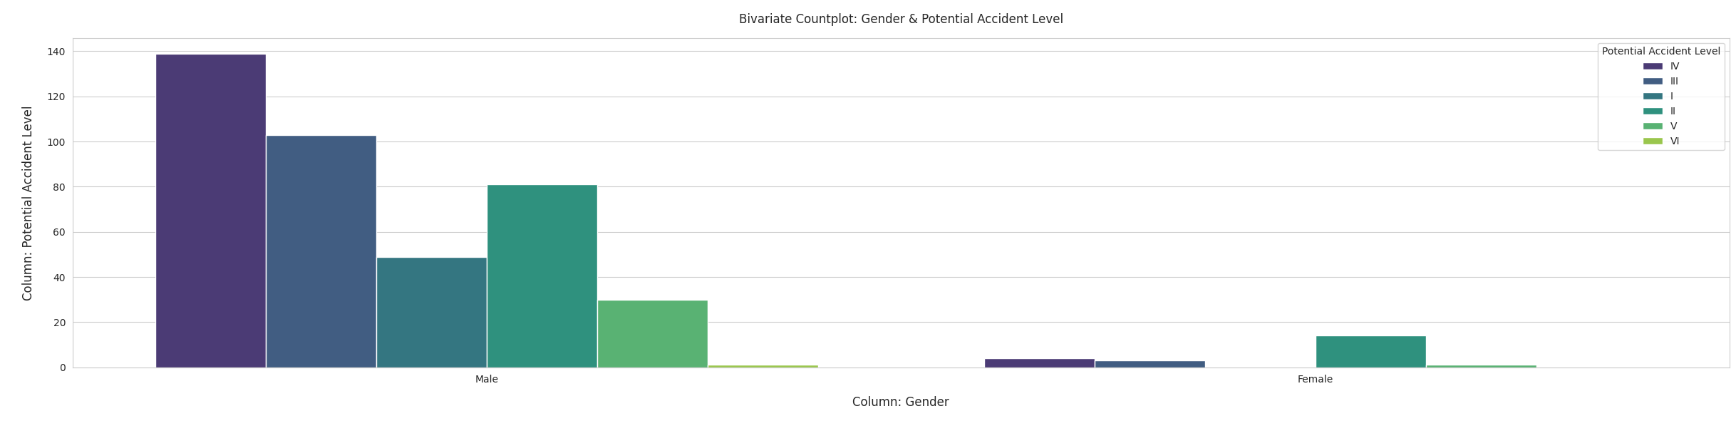 Bivariate Countplot: Gender & Potential Accident Level
Column: Potential Accident Level
140
120
100
80
60
40
20
0
Potential Accident Level
IV
III
I
II
V
VI
Male
Female
Column: Gender